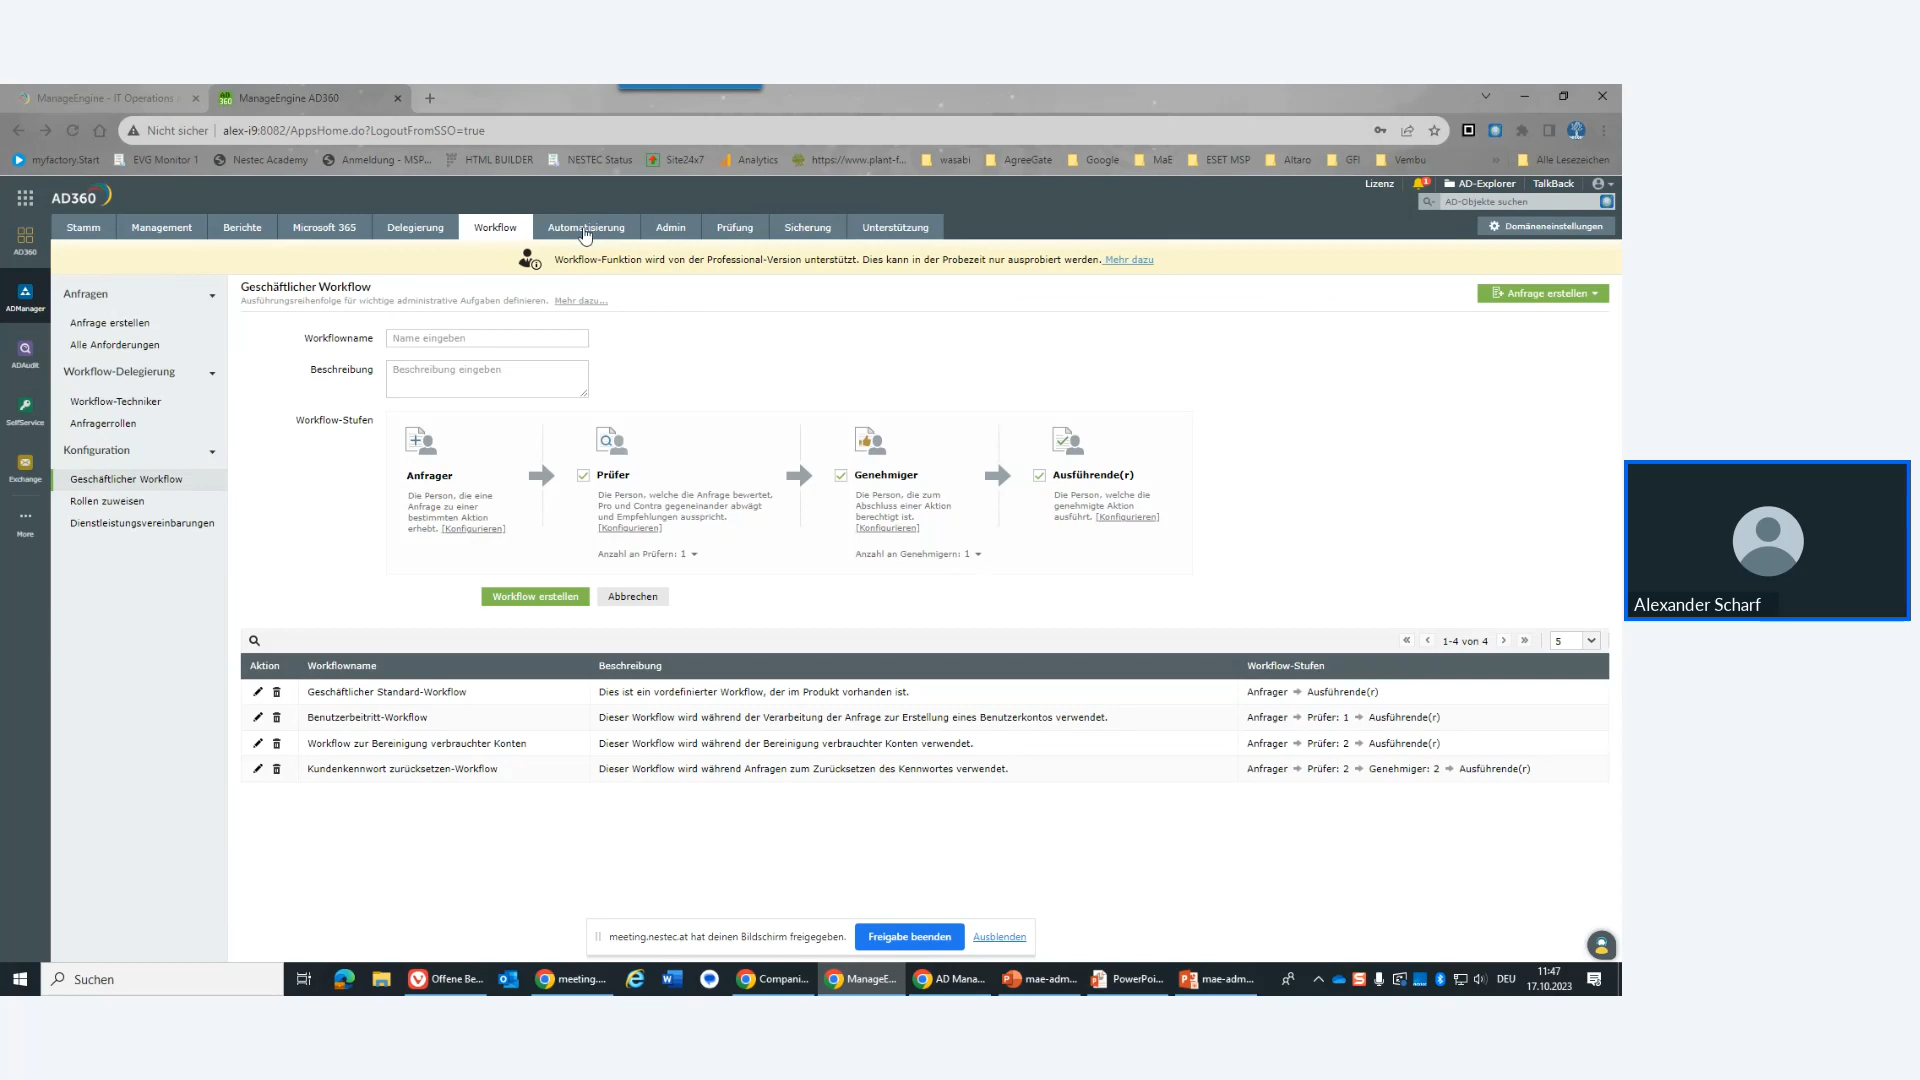 ManageEngine - IT Operations
ManageEngine AD360
Nicht sicher
alex-i9:8082/AppsHome.do?LogoutFromSSO=true
myfactory.Start
EVG Monitor 1
Nestec Academy
Anmeldung - MSP...
HTML BUILDER
NESTEC Status
Site24x7
Analytics
https://www.plant-f...
wasabi
AgreeGate
Google
MaE
ESET MSP
Altaro
GFI
Vembu
»
Alle Lesezeichen
AD360
Lizenz
1
AD-Explorer
TalkBack
AD-Objekte suchen
Stamm
Management
Berichte
Microsoft 365
Delegierung
Workflow
Automatisierung
Admin
Prüfung
Sicherung
Unterstützung
Domäneneinstellungen
AD360
ADManager
ADAudit
SelfService
Exchange
More
Workflow-Funktion wird von der Professional-Version unterstützt. Dies kann in der Probezeit nur ausprobiert werden. Mehr dazu
Anfragen
Anfrage erstellen
Alle Anforderungen
Workflow-Delegierung
Workflow-Techniker
Anfragerrollen
Konfiguration
Geschäftlicher Workflow
Rollen zuweisen
Dienstleistungsvereinbarungen
Geschäftlicher Workflow
Ausführungsreihenfolge für wichtige administrative Aufgaben definieren. Mehr dazu...
Anfrage erstellen
Workflowname
Name eingeben
Beschreibung
Beschreibung eingeben
Workflow-Stufen
Anfrager
Die Person, die eine
Anfrage zu einer
bestimmten Aktion
erhebt. [Konfigurieren]
Prüfer
Die Person, welche die Anfrage bewertet,
Pro und Contra gegeneinander abwägt
und Empfehlungen ausspricht.
[Konfigurieren]
Anzahl an Prüfern: 1
Genehmiger
Die Person, die zum
Abschluss einer Aktion
berechtigt ist.
[Konfigurieren]
Anzahl an Genehmigern: 1
Ausführende(r)
Die Person, welche die
genehmigte Aktion
ausführt. [Konfigurieren]
Workflow erstellen
Abbrechen
1-4 von 4
5
Aktion
Workflowname
Beschreibung
Workflow-Stufen
Geschäftlicher Standard-Workflow
Dies ist ein vordefinierter Workflow, der im Produkt vorhanden ist.
Anfrager ➔ Ausführende(r)
Benutzerbeitritt-Workflow
Dieser Workflow wird während der Verarbeitung der Anfrage zur Erstellung eines Benutzerkontos verwendet.
Anfrager ➔ Prüfer: 1 ➔ Ausführende(r)
Workflow zur Bereinigung verbrauchter Konten
Dieser Workflow wird während der Bereinigung verbrauchter Konten verwendet.
Anfrager ➔ Prüfer: 2 ➔ Ausführende(r)
Kundenkennwort zurücksetzen-Workflow
Dieser Workflow wird während Anfragen zum Zurücksetzen des Kennwortes verwendet.
Anfrager ➔ Prüfer: 2 ➔ Genehmiger: 2 ➔ Ausführende(r)
Alexander Scharf
meeting.nestec.at hat deinen Bildschirm freigegeben.
Freigabe beenden
Ausblenden
Suchen
Offene Be...
meeting....
Compani...
ManageE...
AD Mana...
mae-adm...
PowerPoi...
mae-adm...
DEU
11:47
17.10.2023